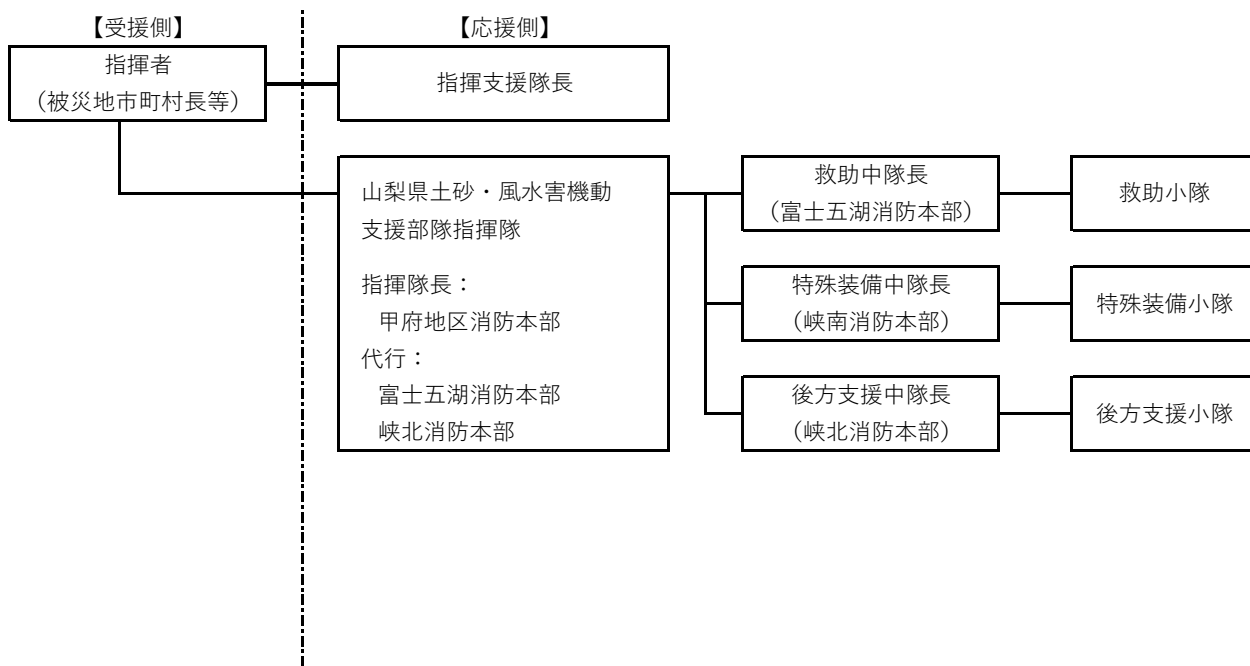 【受援側】
【応援側】
指揮者
（被災地市町村長等）
指揮支援隊長
山梨県土砂・風水害機動
支援部隊指揮隊
指揮隊長：
甲府地区消防本部
代行：
富士五湖消防本部
峡北消防本部
救助中隊長
（富士五湖消防本部）
救助小隊
特殊装備中隊長
（峡南消防本部）
特殊装備小隊
後方支援中隊長
（峡北消防本部）
後方支援小隊